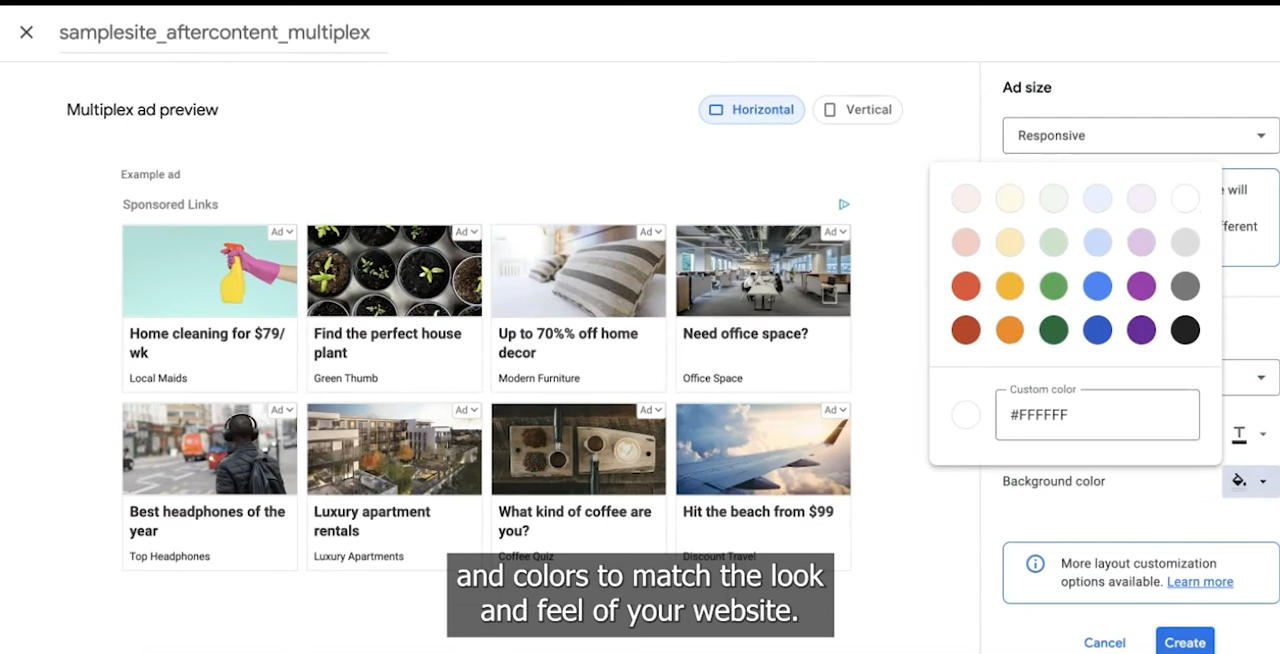 samplesite_aftercontent_multiplex
Multiplex ad preview
Horizontal
Vertical
Example ad
Sponsored Links
Ad
Home cleaning for $79/
wk
Local Maids
Ad
Find the perfect house
plant
Green Thumb
Ad
Up to 70%% off home
decor
Modern Furniture
Ad
Need office space?
Office Space
Ad
Best headphones of the
year
Top Headphones
Ad
Luxury apartment
rentals
Luxury Apartments
Ad
What kind of coffee are
you?
Coffee Quiz
Ad
Hit the beach from $99
Discount Travel
Ad size
Responsive
will
fferent
Custom color
#FFFFFF
T
Background color
More layout customization
options available. Learn more
Cancel
Create
and colors to match the look
and feel of your website.